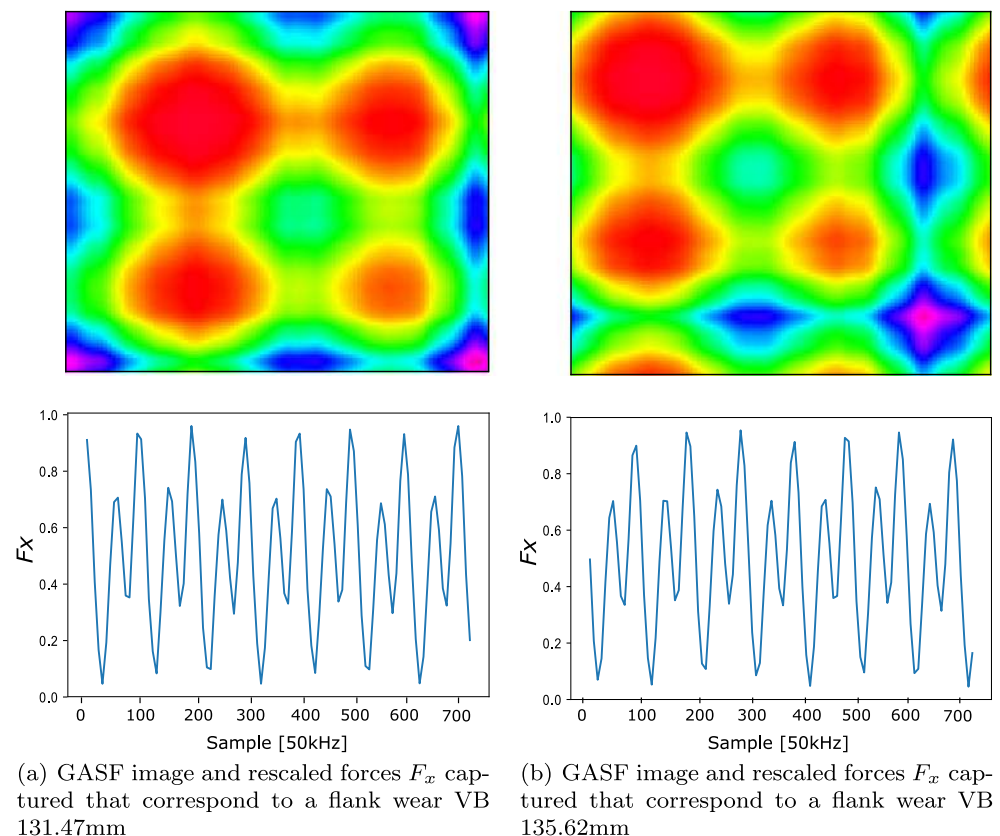 1.0
0.8
0.6
0.4
0.2
0.0
Fx
0 100 200 300 400 500 600 700
Sample [50kHz]
(a) GASF image and rescaled forces Fx cap-
tured that correspond to a flank wear VB
131.47mm
1.0
0.8
0.6
0.4
0.2
0.0
Fx
0 100 200 300 400 500 600 700
Sample [50kHz]
(b) GASF image and rescaled forces Fx cap-
tured that correspond to a flank wear VB
135.62mm